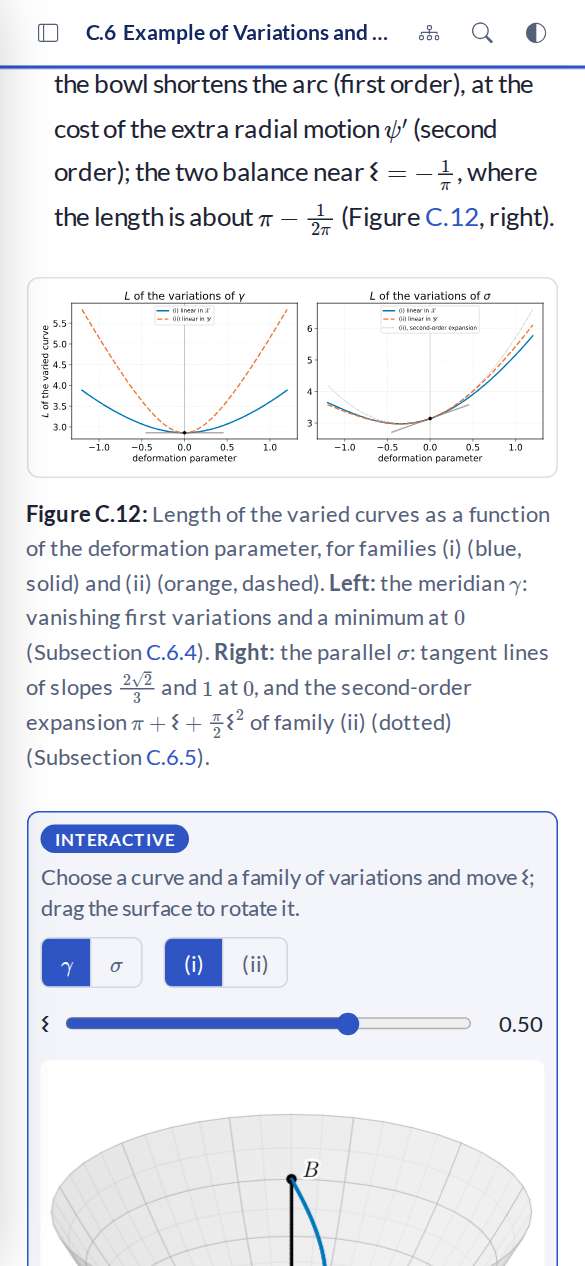 C.6 Example of Variations and ...
the bowl shortens the arc (first order), at the
cost of the extra radial motion ψ′ (second
order); the two balance near ξ = −1/π, where
the length is about π − 1/2π (Figure C.12, right).
L of the variations of γ
L of the variations of σ
(i) linear in 𝒳
(ii) linear in 𝒴
(i) linear in 𝒳
(ii) linear in 𝒴
(ii), second-order expansion
L of the varied curve
5.5
5.0
4.5
4.0
3.5
3.0
6
5
4
3
−1.0 −0.5 0.0 0.5 1.0
−1.0 −0.5 0.0 0.5 1.0
deformation parameter
deformation parameter
Figure C.12: Length of the varied curves as a function
of the deformation parameter, for families (i) (blue,
solid) and (ii) (orange, dashed). Left: the meridian γ:
vanishing first variations and a minimum at 0
(Subsection C.6.4). Right: the parallel σ: tangent lines
of slopes 2√2/3 and 1 at 0, and the second-order
expansion π + ξ + π/2 ξ² of family (ii) (dotted)
(Subsection C.6.5).
INTERACTIVE
Choose a curve and a family of variations and move ξ;
drag the surface to rotate it.
γ σ (i) (ii)
ξ 0.50
B